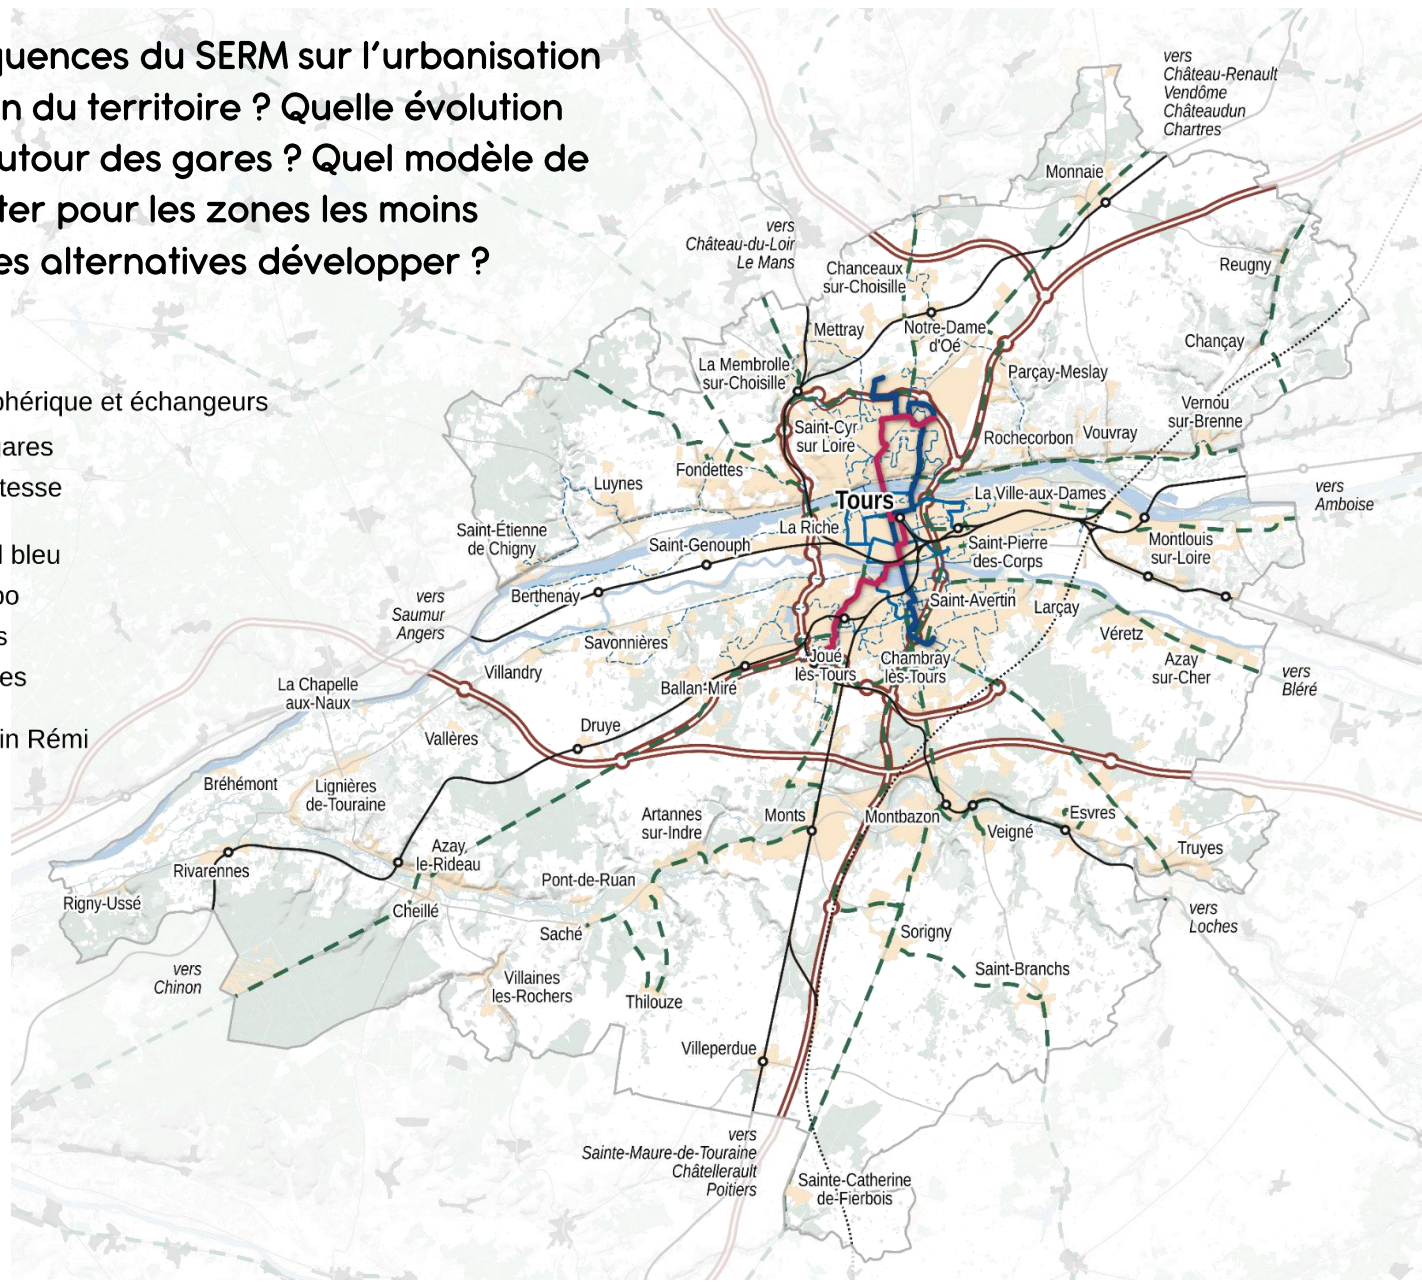 quences du SERM sur l'urbanisation
n du territoire ? Quelle évolution
utour des gares ? Quel modèle de
ter pour les zones les moins
es alternatives développer ?
phérique et échangeurs
gares
tesse
l bleu
oo
s
es
in Rémi
vers
Château-Renault
Vendôme
Châteaudun
Chartres
Monnaie
vers
Château-du-Loir
Le Mans
Chanceaux
sur-Choisille
Reugny
Mettray
Notre-Dame
d'Oé
Chançay
La Membrolle
sur-Choisille
Parçay-Meslay
Vernou
sur-Brenne
Saint-Cyr
sur Loire
Rochecorbon
Vouvray
Fondettes
Luynes
Tours
La Ville-aux-Dames
vers
Amboise
La Riche
Saint-Étienne
de Chigny
Saint-Genouph
Saint-Pierre
des-Corps
Montlouis
sur-Loire
Berthenay
vers
Saumur
Angers
Saint-Avertin
Larçay
Savonnières
Véretz
Villandry
Joué
lès-Tours
Chambray
lès-Tours
Azay
sur-Cher
vers
Bléré
La Chapelle
aux-Naux
Ballan-Miré
Druye
Vallères
Bréhémont
Lignières
de-Touraine
Artannes
sur-Indre
Monts
Montbazon
Esvres
Veigné
Truyes
Azay
le-Rideau
Rivarennes
Pont-de-Ruan
Rigny-Ussé
Cheillé
vers
Loches
Saché
Sorigny
vers
Chinon
Villaines
les-Rochers
Thilouze
Saint-Branchs
Villeperdue
vers
Sainte-Maure-de-Touraine
Châtellerault
Poitiers
Sainte-Catherine
de-Fierbois